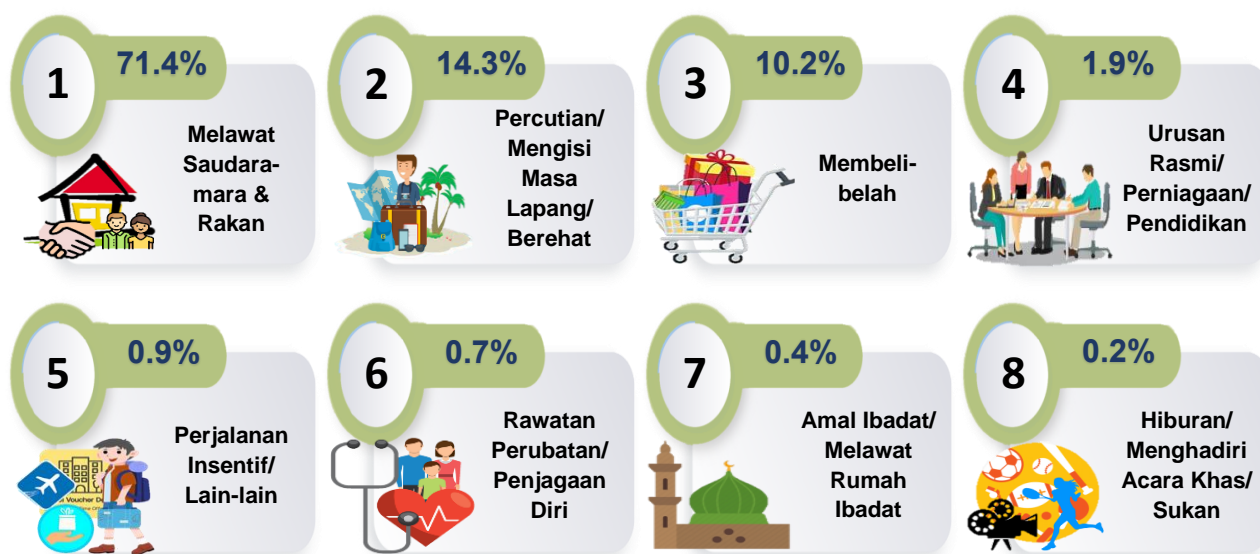 1
71.4%
Melawat
Saudara-
mara &
Rakan
2
14.3%
Percutian/
Mengisi
Masa
Lapang/
Berehat
3
10.2%
Membeli-
belah
4
1.9%
Urusan
Rasmi/
Perniagaan/
Pendidikan
5
0.9%
Perjalanan
Insentif/
Lain-lain
6
0.7%
Rawatan
Perubatan/
Penjagaan
Diri
7
0.4%
Amal Ibadat/
Melawat
Rumah
Ibadat
8
0.2%
Hiburan/
Menghadiri
Acara Khas/
Sukan